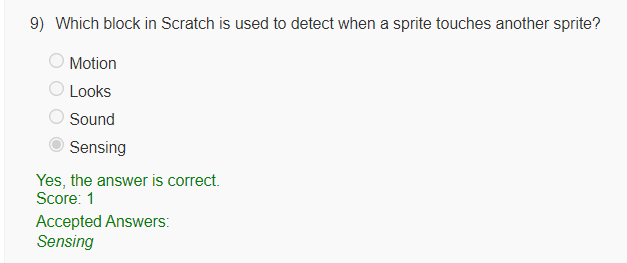 9) Which block in Scratch is used to detect when a sprite touches another sprite?
Motion
Looks
Sound
Sensing
Yes, the answer is correct.
Score: 1
Accepted Answers:
Sensing